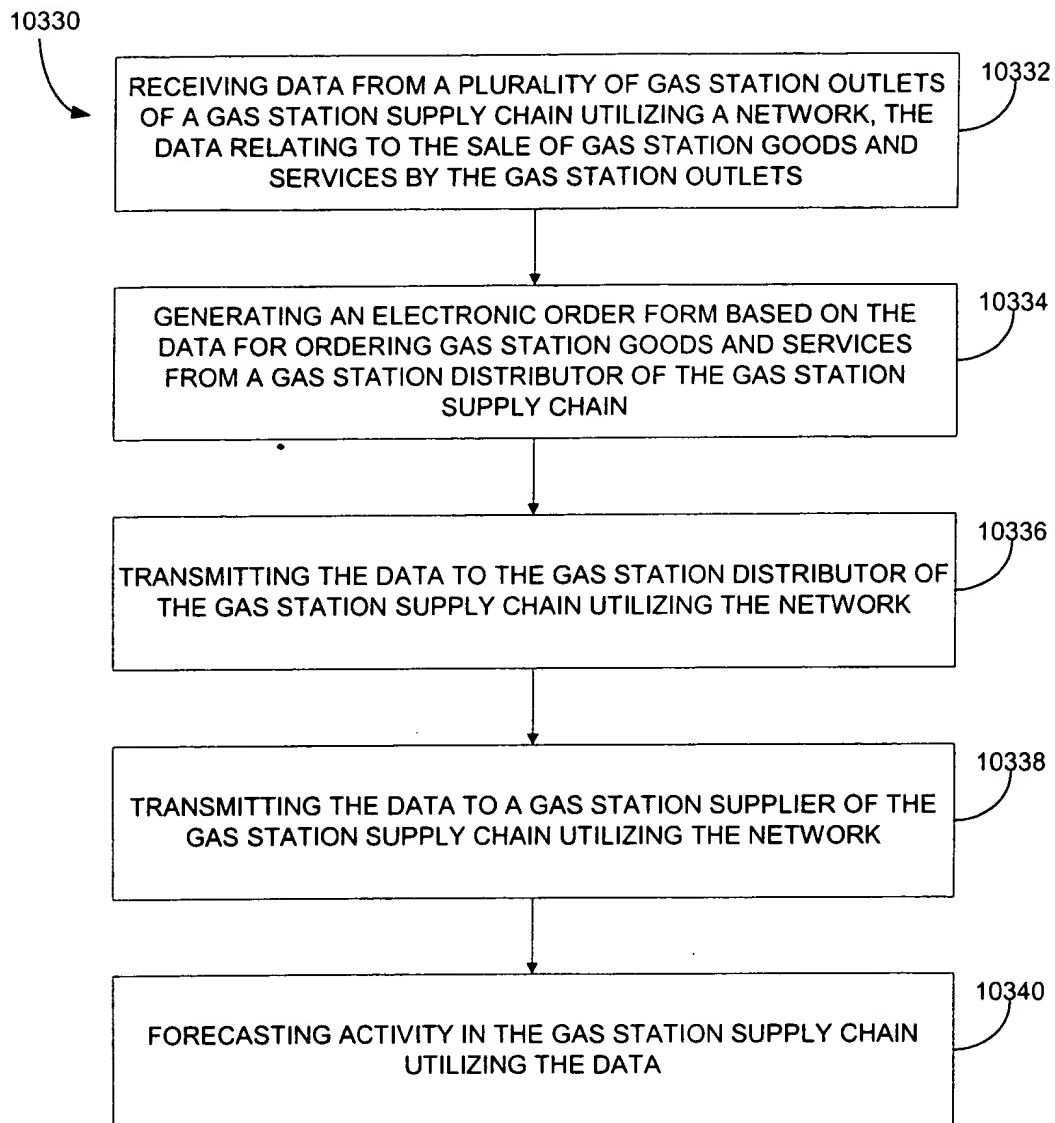 10330
RECEIVING DATA FROM A PLURALITY OF GAS STATION OUTLETS
OF A GAS STATION SUPPLY CHAIN UTILIZING A NETWORK, THE
DATA RELATING TO THE SALE OF GAS STATION GOODS AND
SERVICES BY THE GAS STATION OUTLETS
10332
GENERATING AN ELECTRONIC ORDER FORM BASED ON THE
DATA FOR ORDERING GAS STATION GOODS AND SERVICES
FROM A GAS STATION DISTRIBUTOR OF THE GAS STATION
SUPPLY CHAIN
10334
TRANSMITTING THE DATA TO THE GAS STATION DISTRIBUTOR OF
THE GAS STATION SUPPLY CHAIN UTILIZING THE NETWORK
10336
TRANSMITTING THE DATA TO A GAS STATION SUPPLIER OF THE
GAS STATION SUPPLY CHAIN UTILIZING THE NETWORK
10338
FORECASTING ACTIVITY IN THE GAS STATION SUPPLY CHAIN
UTILIZING THE DATA
10340